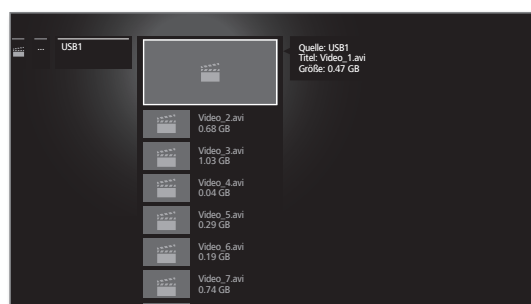 ...
USB1
Quelle: USB1
Titel: Video_1.avi
Größe: 0.47 GB
Video_2.avi
0.68 GB
Video_3.avi
1.03 GB
Video_4.avi
0.04 GB
Video_5.avi
0.29 GB
Video_6.avi
0.19 GB
Video_7.avi
0.74 GB